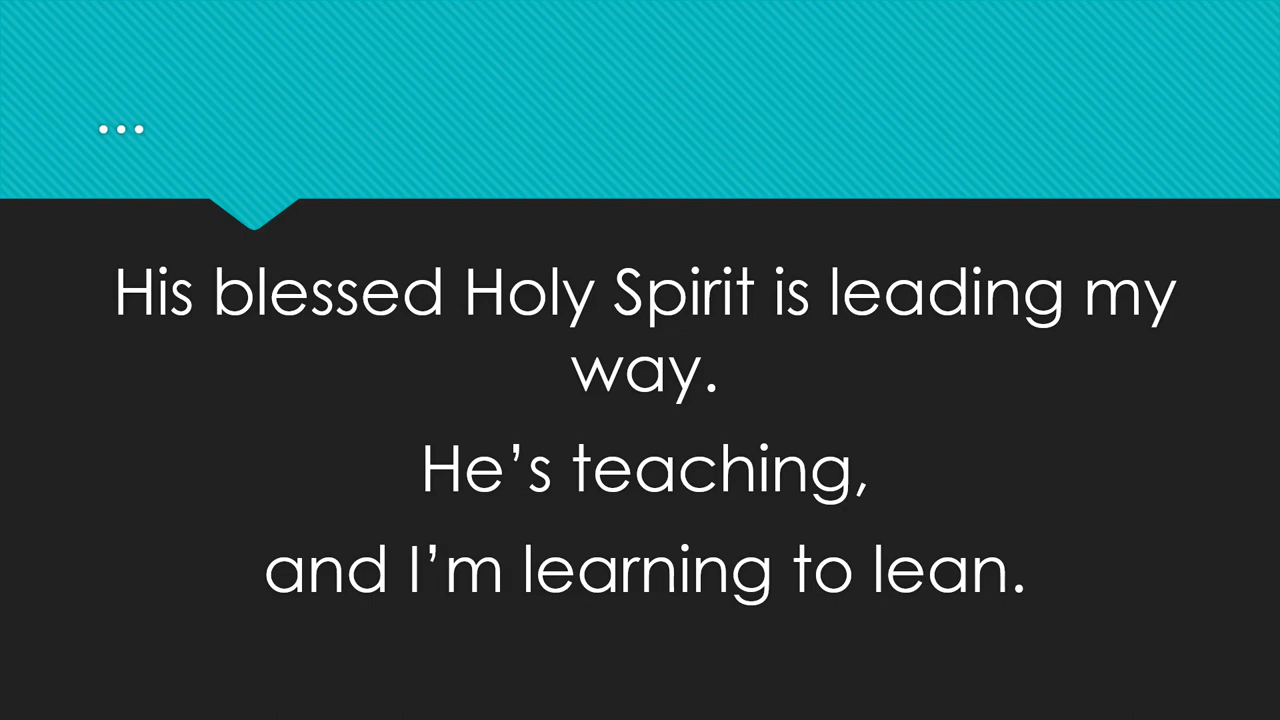 ...
His blessed Holy Spirit is leading my
way.
He’s teaching,
and I’m learning to lean.